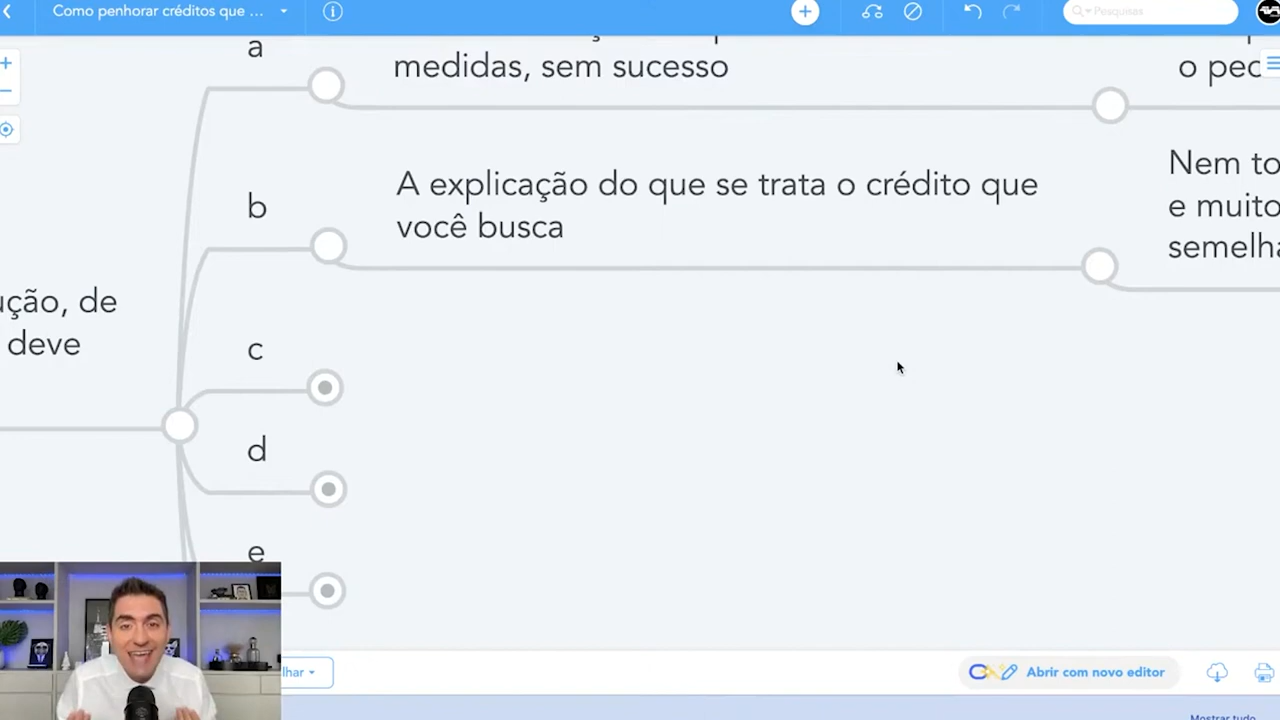 Como penhorar créditos que ...
Pesquisas
a
medidas, sem sucesso
o pec
b
A explicação do que se trata o crédito que
você busca
Nem to
e muito
semelha
ução, de
deve
c
d
e
lhar
Abrir com novo editor
Mostrar tudo